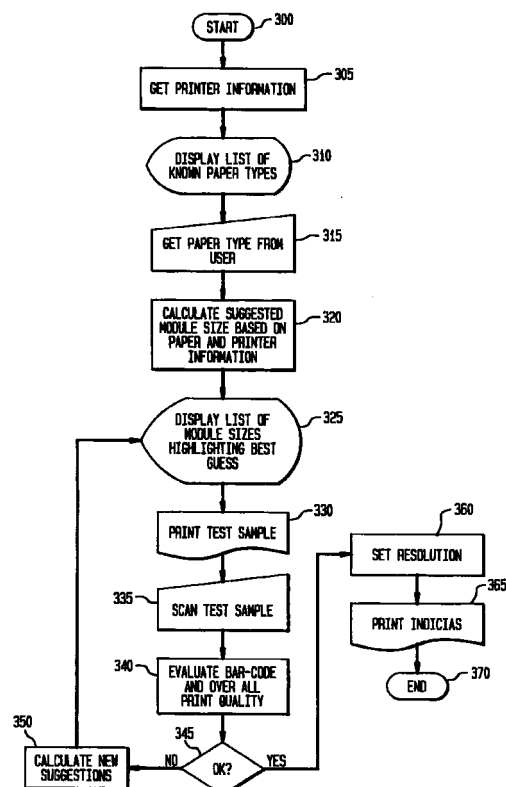 START
300
GET PRINTER INFORMATION
305
DISPLAY LIST OF
KNOWN PAPER TYPES
310
GET PAPER TYPE FROM
USER
315
CALCULATE SUGGESTED
MODULE SIZE BASED ON
PAPER AND PRINTER
INFORMATION
320
DISPLAY LIST OF
MODULE SIZES
HIGHLIGHTING BEST
GUESS
325
PRINT TEST SAMPLE
330
335
SCAN TEST SAMPLE
340
EVALUATE BAR-CODE
AND OVER ALL
PRINT QUALITY
345
OK?
NO
YES
350
CALCULATE NEW
SUGGESTIONS
360
SET RESOLUTION
365
PRINT INDICIAS
END
370